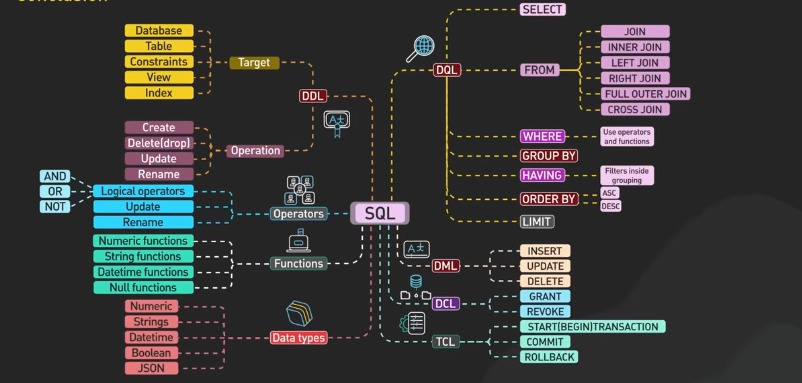 Conclusion
Database
Table
Constraints
View
Index
Target
DDL
Create
Delete(drop)
Update
Rename
Operation
AND
OR
NOT
Logical operators
Update
Rename
Operators
Numeric functions
String functions
Datetime functions
Null functions
Functions
Numeric
Strings
Datetime
Boolean
JSON
Data types
SQL
DQL
SELECT
FROM
JOIN
INNER JOIN
LEFT JOIN
RIGHT JOIN
FULL OUTER JOIN
CROSS JOIN
WHERE
Use operators
and functions
GROUP BY
HAVING
Filters inside
grouping
ORDER BY
ASC
DESC
LIMIT
DML
INSERT
UPDATE
DELETE
DCL
GRANT
REVOKE
TCL
START(BEGIN)TRANSACTION
COMMIT
ROLLBACK